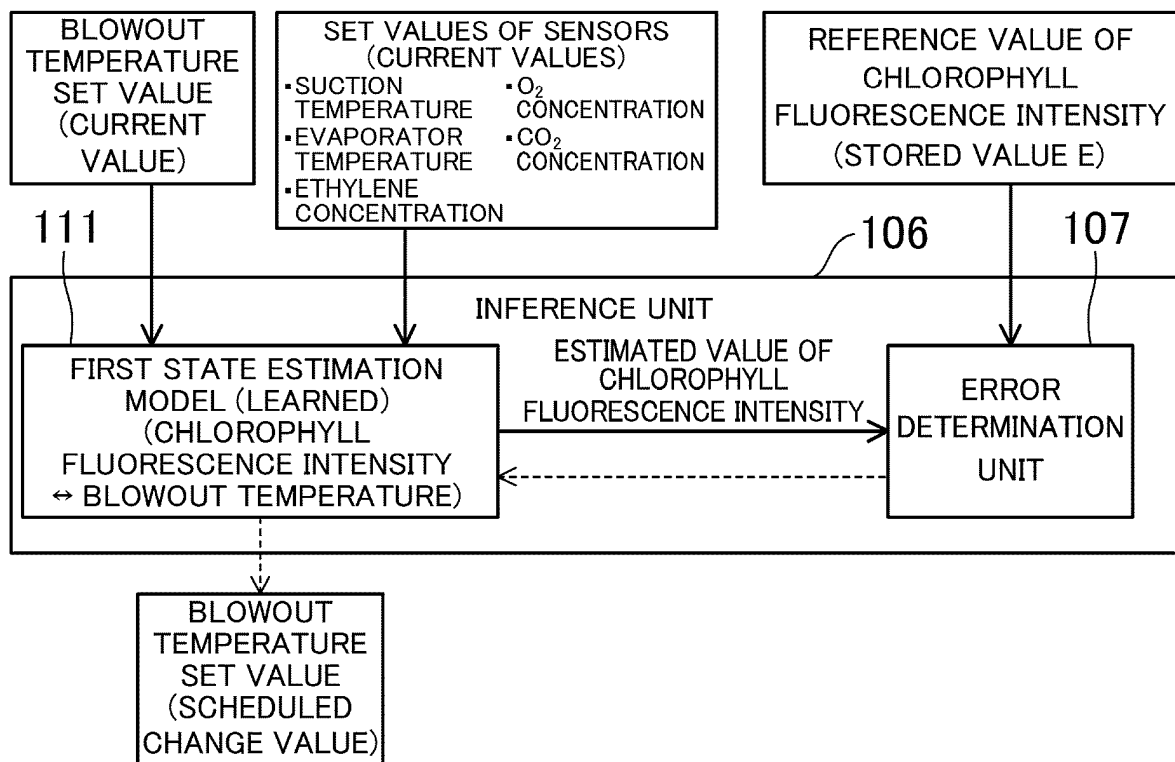 BLOWOUT
TEMPERATURE
SET VALUE
(CURRENT
VALUE)
SET VALUES OF SENSORS
(CURRENT VALUES)
▪SUCTION
TEMPERATURE
▪EVAPORATOR
TEMPERATURE
▪ETHYLENE
CONCENTRATION
▪O₂
CONCENTRATION
▪CO₂
CONCENTRATION
REFERENCE VALUE OF
CHLOROPHYLL
FLUORESCENCE INTENSITY
(STORED VALUE E)
111
106
107
INFERENCE UNIT
FIRST STATE ESTIMATION
MODEL (LEARNED)
(CHLOROPHYLL
FLUORESCENCE INTENSITY
↔ BLOWOUT TEMPERATURE)
ESTIMATED VALUE OF
CHLOROPHYLL
FLUORESCENCE INTENSITY
ERROR
DETERMINATION
UNIT
BLOWOUT
TEMPERATURE
SET VALUE
(SCHEDULED
CHANGE VALUE)